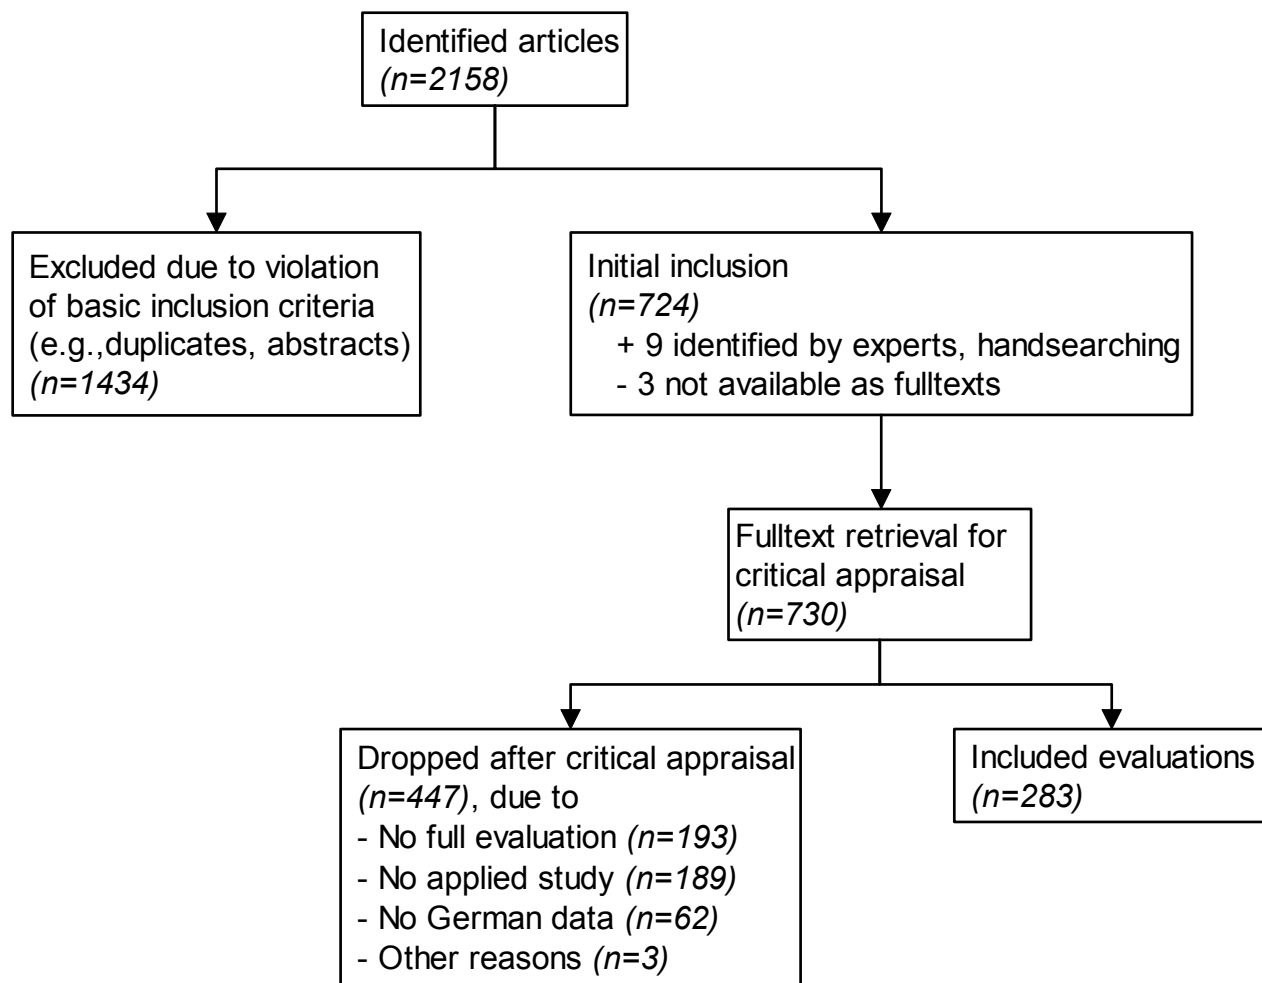 Identified articles
(n=2158)
Excluded due to violation
of basic inclusion criteria
(e.g.,duplicates, abstracts)
(n=1434)
Initial inclusion
(n=724)
+ 9 identified by experts, handsearching
- 3 not available as fulltexts
Fulltext retrieval for
critical appraisal
(n=730)
Dropped after critical appraisal
(n=447), due to
- No full evaluation (n=193)
- No applied study (n=189)
- No German data (n=62)
- Other reasons (n=3)
Included evaluations
(n=283)